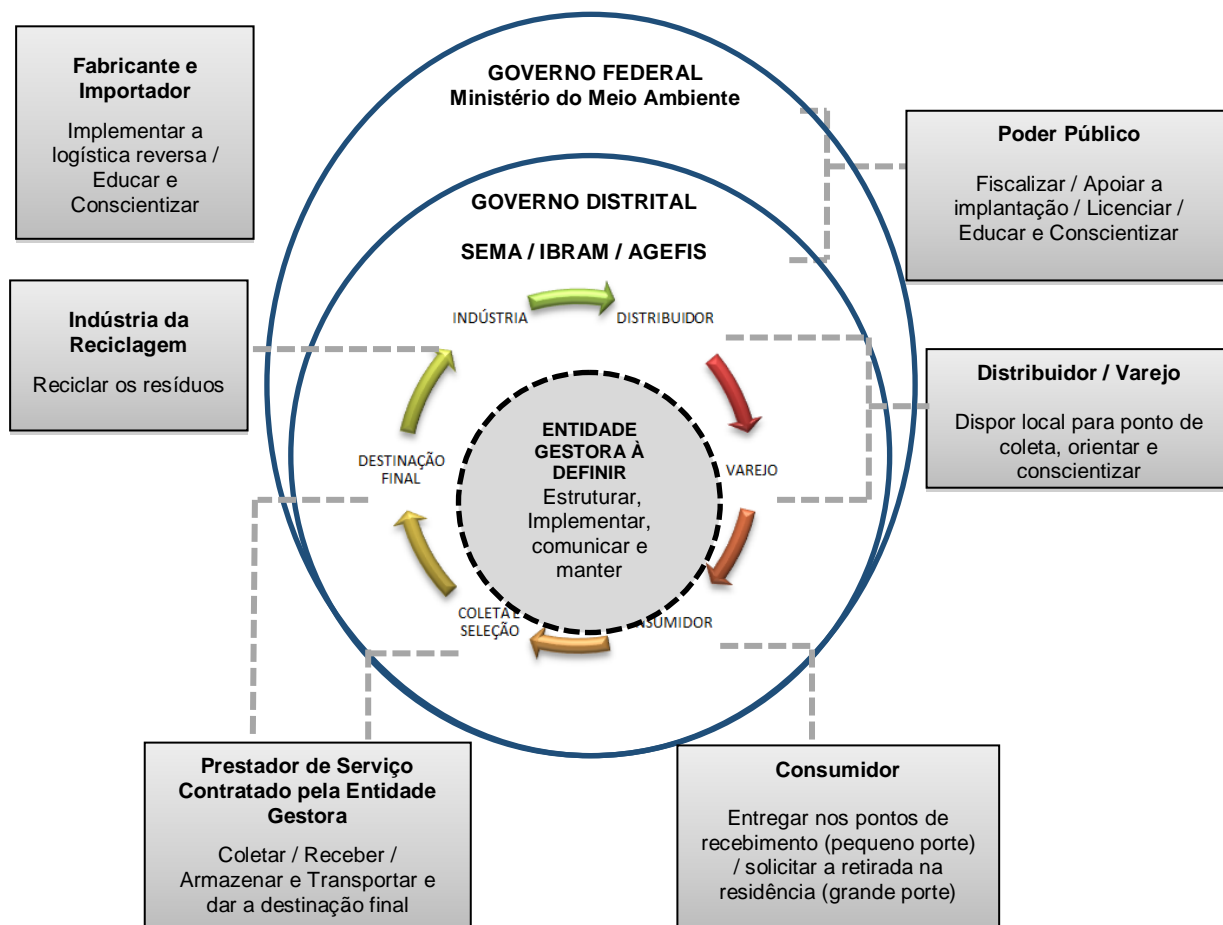 Fabricante e
Importador
Implementar a
logística reversa /
Educar e
Conscientizar
GOVERNO FEDERAL
Ministério do Meio Ambiente
Poder Público
Fiscalizar / Apoiar a
implantação / Licenciar /
Educar e Conscientizar
GOVERNO DISTRITAL
SEMA / IBRAM / AGEFIS
Indústria da
Reciclagem
Reciclar os resíduos
INDÚSTRIA
DISTRIBUIDOR
Distribuidor / Varejo
Dispor local para ponto de
coleta, orientar e
conscientizar
ENTIDADE
GESTORA À
DEFINIR
Estruturar,
Implementar,
comunicar e
manter
DESTINAÇÃO
FINAL
VAREJO
COLETA E
SELEÇÃO
NSUMIDOR
Prestador de Serviço
Contratado pela Entidade
Gestora
Coletar / Receber /
Armazenar e Transportar e
dar a destinação final
Consumidor
Entregar nos pontos de
recebimento (pequeno porte)
/ solicitar a retirada na
residência (grande porte)